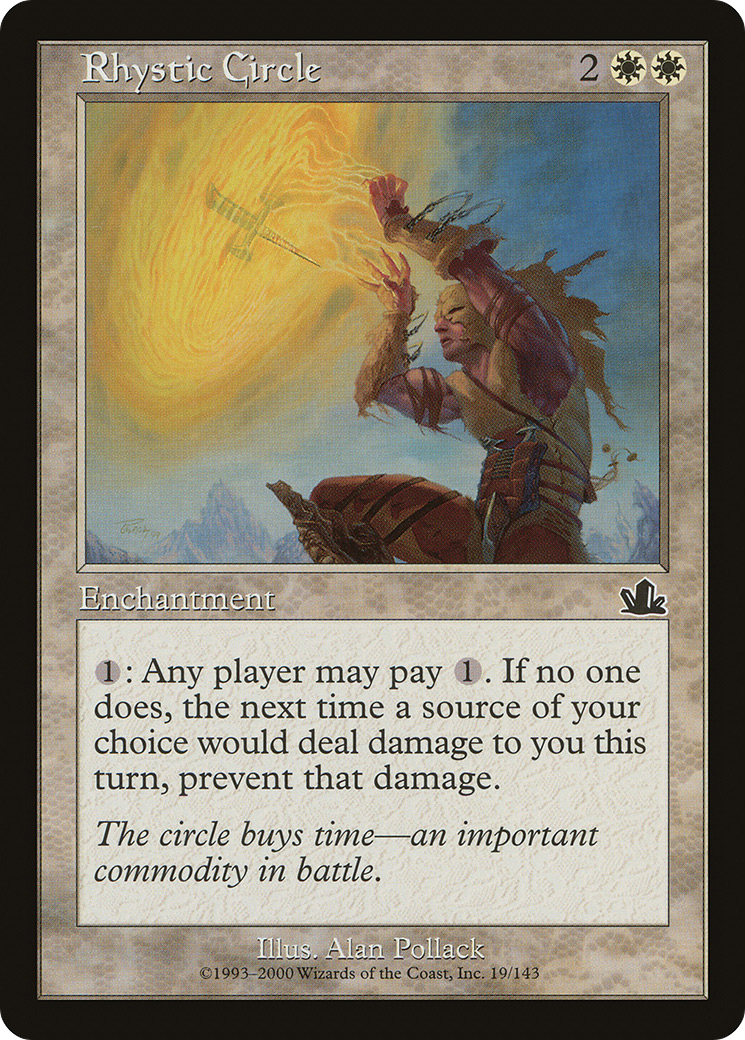 Rhystic Circle
2
Enchantment
1: Any player may pay 1. If no one
does, the next time a source of your
choice would deal damage to you this
turn, prevent that damage.
The circle buys time—an important
commodity in battle.
Illus. Alan Pollack
©1993–2000 Wizards of the Coast, Inc. 19/143